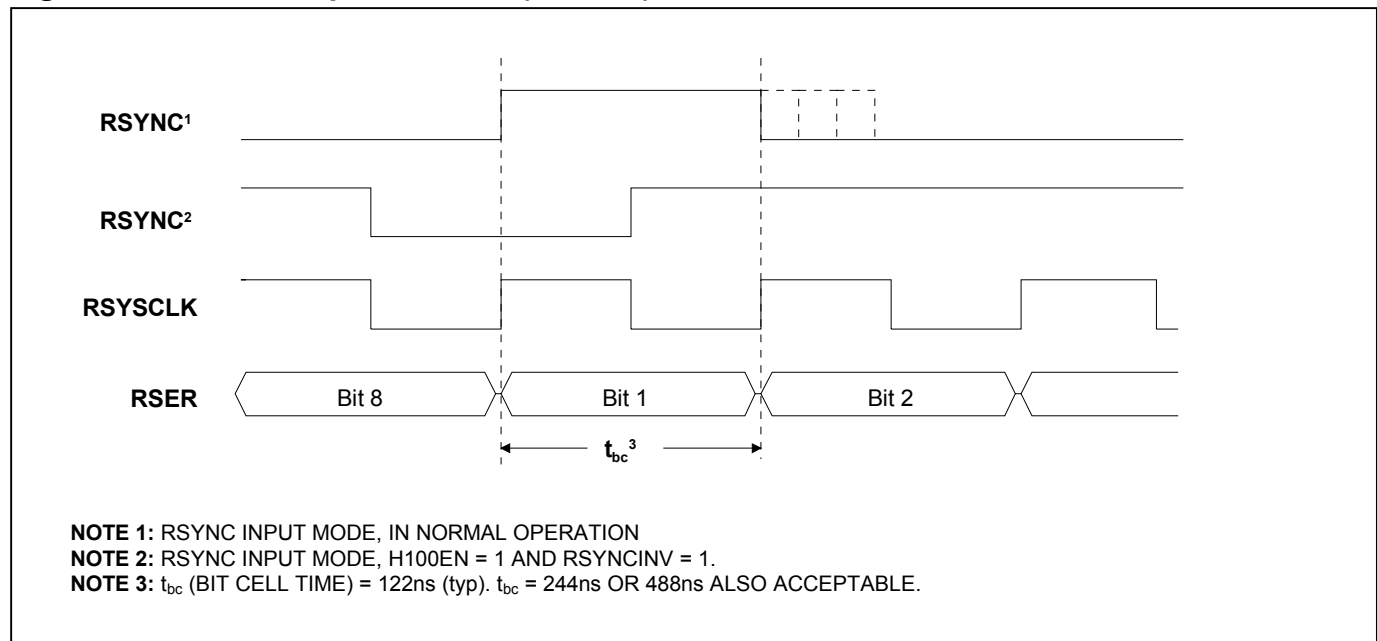 RSYNC¹
RSYNC²
RSYSCLK
RSER
Bit 8
Bit 1
Bit 2
tbc³
NOTE 1: RSYNC INPUT MODE, IN NORMAL OPERATION
NOTE 2: RSYNC INPUT MODE, H100EN = 1 AND RSYNCINV = 1.
NOTE 3: tbc (BIT CELL TIME) = 122ns (typ). tbc = 244ns OR 488ns ALSO ACCEPTABLE.